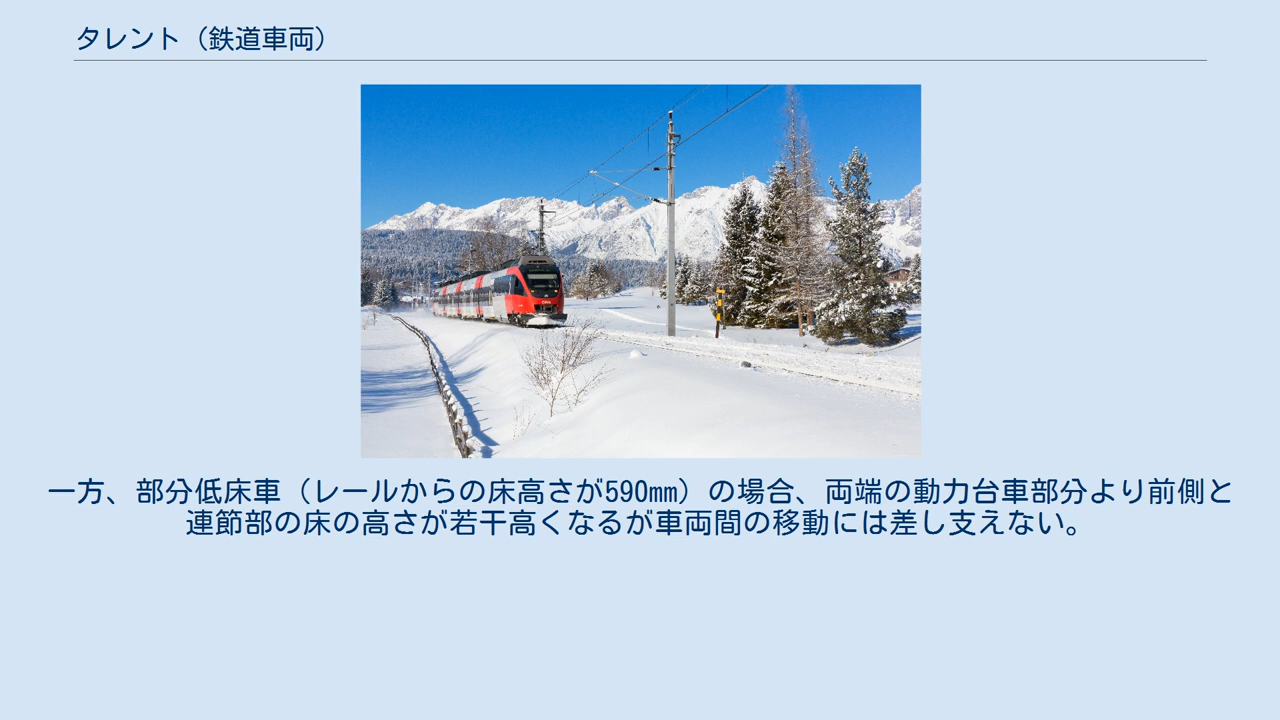 タレント（鉄道車両）
一方、部分低床車（レールからの床高さが590mm）の場合、両端の動力台車部分より前側と
連節部の床の高さが若干高くなるが車両間の移動には差し支えない。